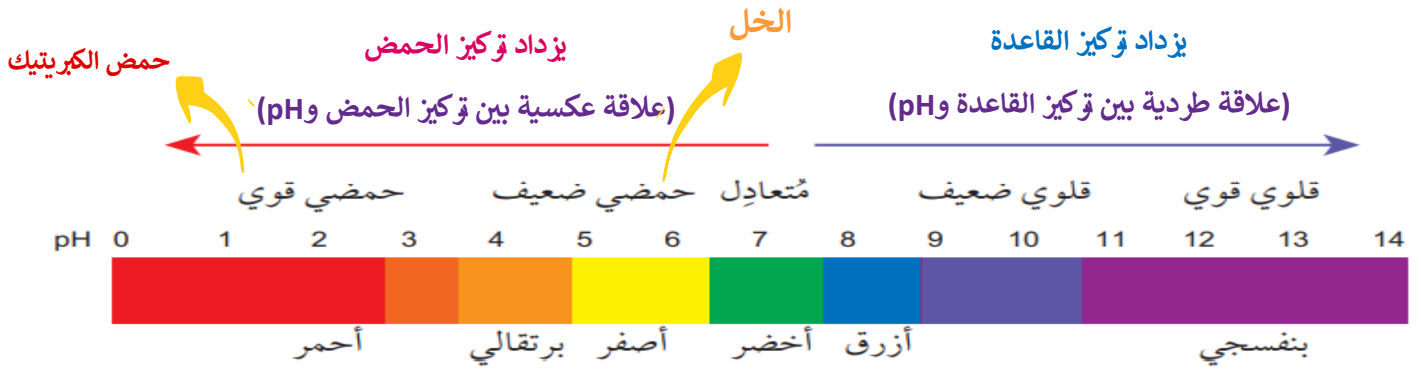 الخل
يزداد تركيز القاعدة
يزداد تركيز الحمض
حمض الكبريتيك
(علاقة طردية بين تركيز القاعدة وpH)
(علاقة عكسية بين تركيز الحمض وpH)
حمضي قوي حمضي ضعيف مُتعادِل قلوي ضعيف قلوي قوي
pH 0 1 2 3 4 5 6 7 8 9 10 11 12 13 14
أحمر برتقالي أصفر أخضر أزرق بنفسجي